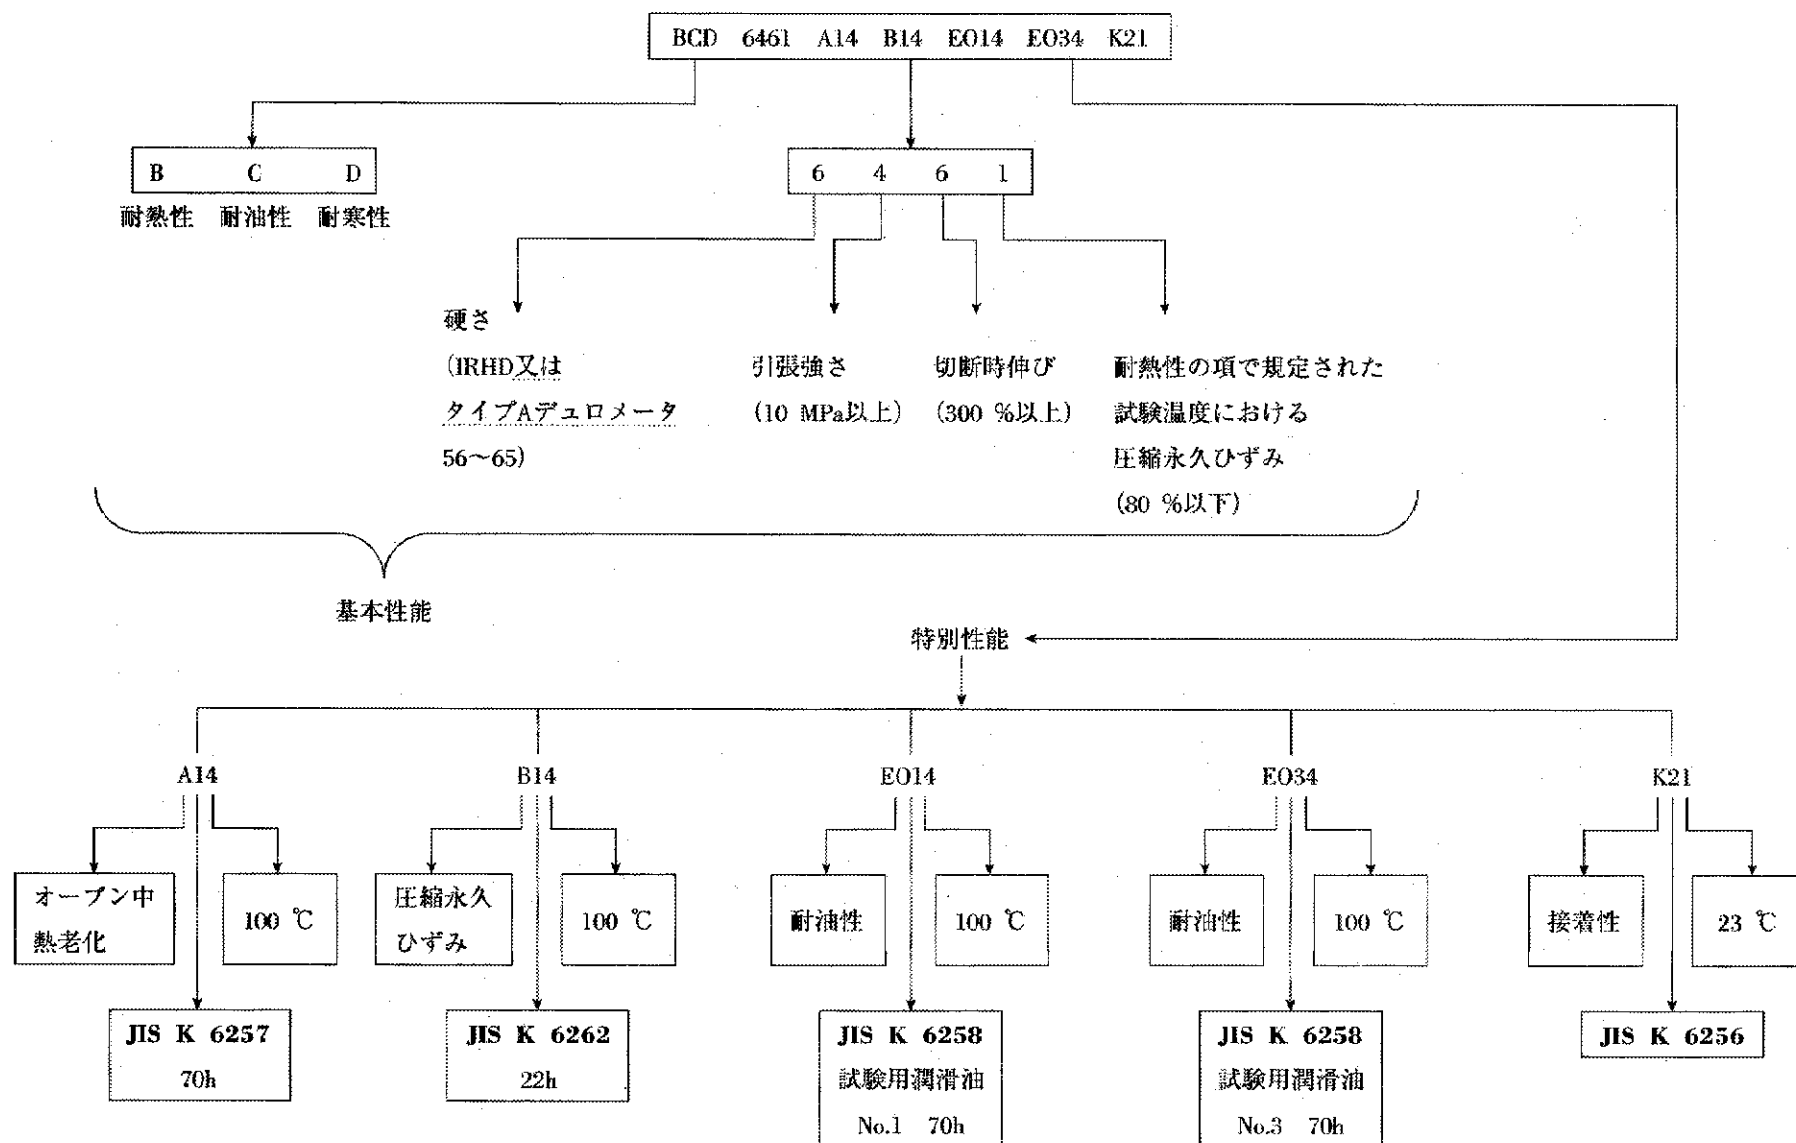 BCD 6461 A14 B14 EO14 EO34 K21
B C D
耐熱性 耐油性 耐寒性
6 4 6 1
硬さ
(IRHD又は
タイプAデュロメータ
56~65)
引張強さ
(10 MPa以上)
切断時伸び
(300 %以上)
耐熱性の項で規定された
試験温度における
圧縮永久ひずみ
(80 %以下)
基本性能
特別性能
A14
オーブン中
熱老化
100 ℃
JIS K 6257
70h
B14
圧縮永久
ひずみ
100 ℃
JIS K 6262
22h
EO14
耐油性
100 ℃
JIS K 6258
試験用潤滑油
No.1 70h
EO34
耐油性
100 ℃
JIS K 6258
試験用潤滑油
No.3 70h
K21
接着性
23 ℃
JIS K 6256